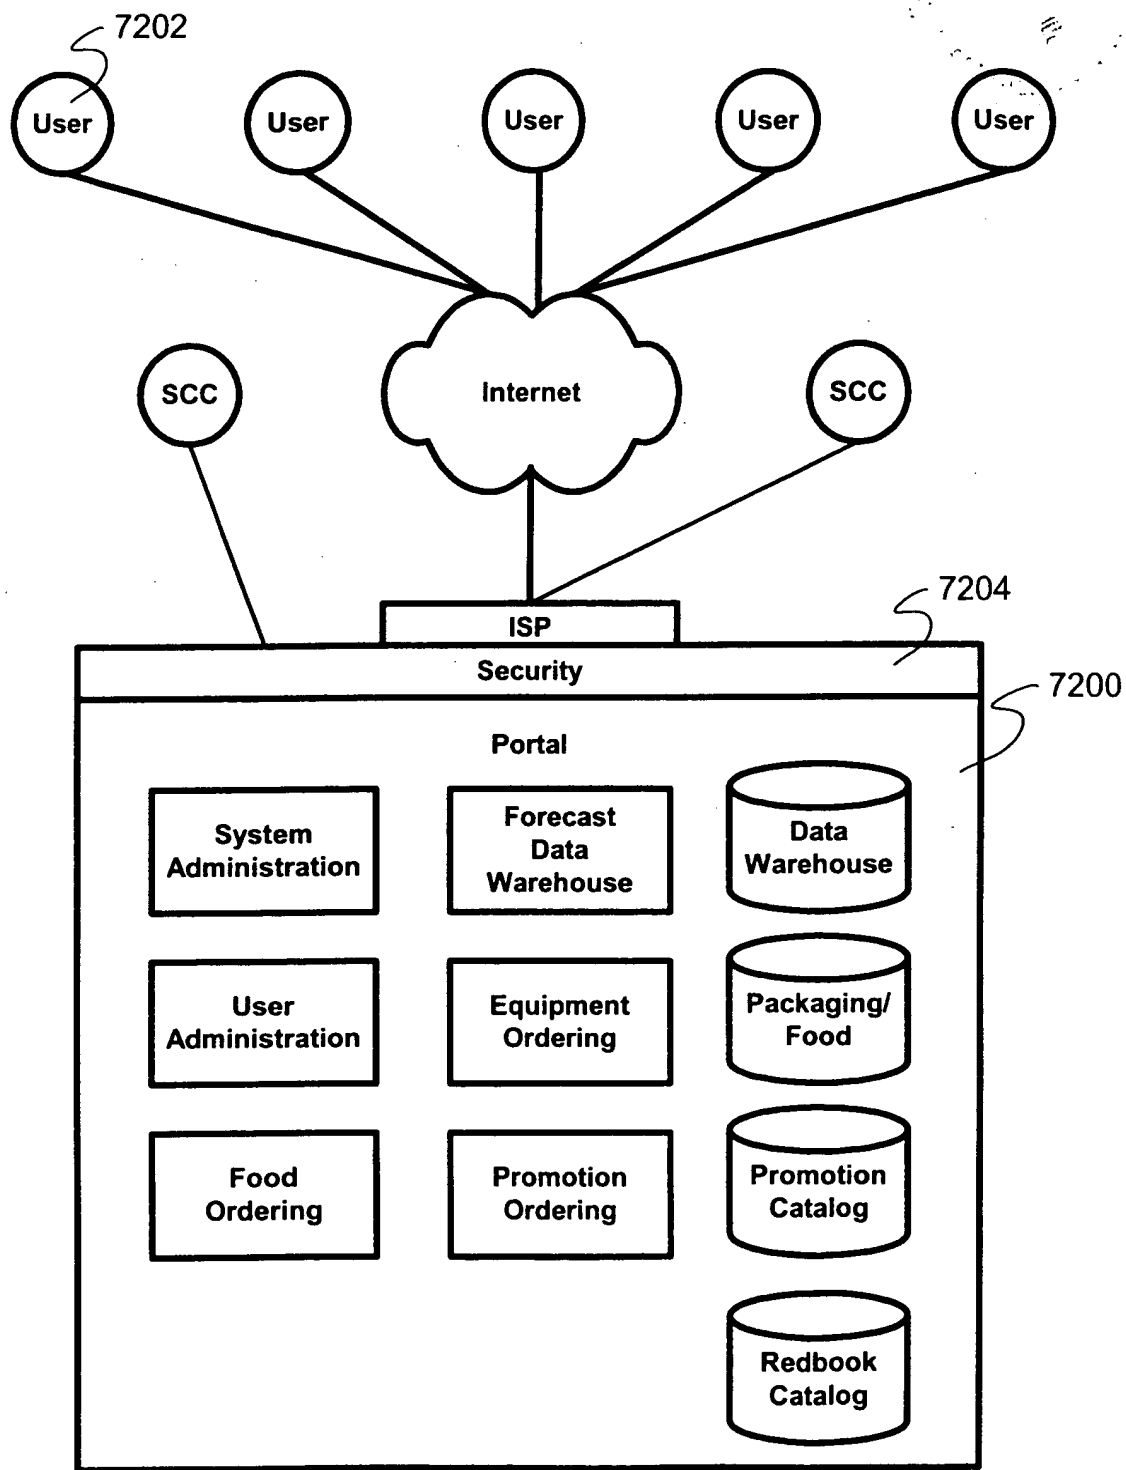 7202
User
User
User
User
User
SCC
Internet
SCC
7204
ISP
Security
7200
Portal
System
Administration
Forecast
Data
Warehouse
Data
Warehouse
User
Administration
Equipment
Ordering
Packaging/
Food
Food
Ordering
Promotion
Ordering
Promotion
Catalog
Redbook
Catalog